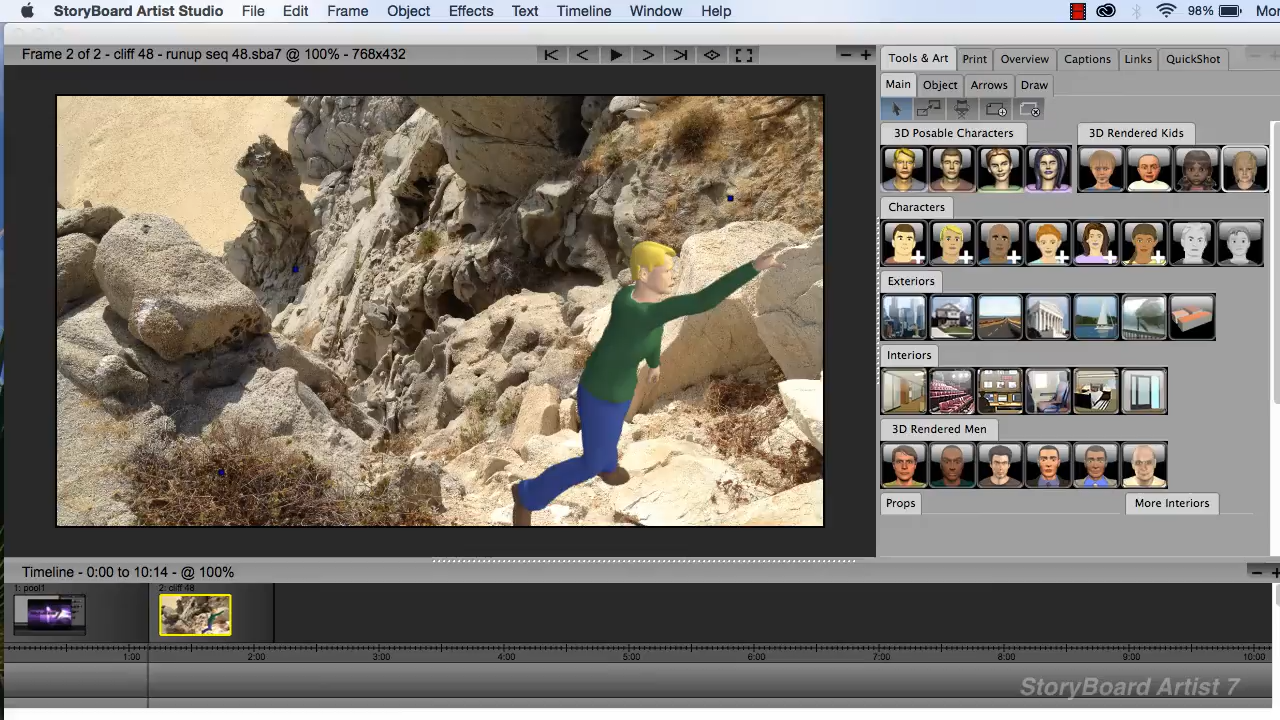 StoryBoard Artist Studio File Edit Frame Object Effects Text Timeline Window Help 98% Mon
Frame 2 of 2 - cliff 48 - runup seq 48.sba7 @ 100% - 768x432
Tools & Art Print Overview Captions Links QuickShot
Main Object Arrows Draw
3D Posable Characters 3D Rendered Kids
Characters
Exteriors
Interiors
3D Rendered Men
Props More Interiors
Timeline - 0:00 to 10:14 - @ 100%
1: pool1 2: cliff 48
1:00 2:00 3:00 4:00 5:00 6:00 7:00 8:00 9:00 10:00
StoryBoard Artist 7